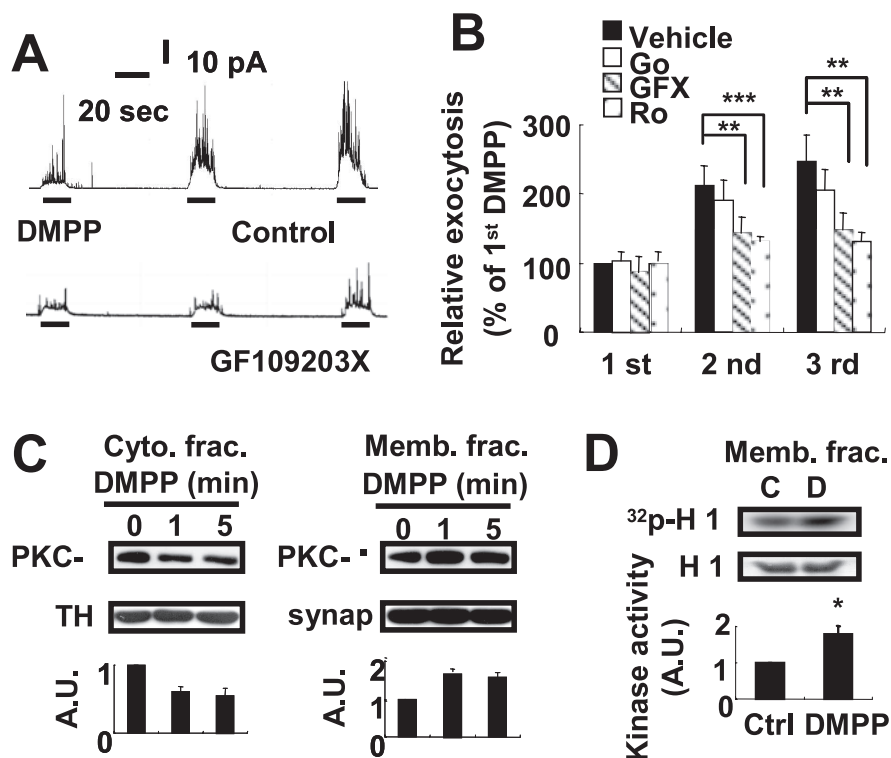 A
10 pA
20 sec
DMPP
Control
GF109203X
B
Vehicle
Go
GFX
Ro
Relative exocytosis
(% of 1st DMPP)
300
200
100
0
***
**
**
**
1 st
2 nd
3 rd
C
Cyto. frac.
DMPP (min)
0 1 5
PKC-
TH
A.U.
1
0
Memb. frac.
DMPP (min)
0 1 5
PKC-
synap
A.U.
2
1
0
D
Memb. frac.
C D
32p-H 1
H 1
Kinase activity
(A.U.)
2
1
0
*
Ctrl DMPP